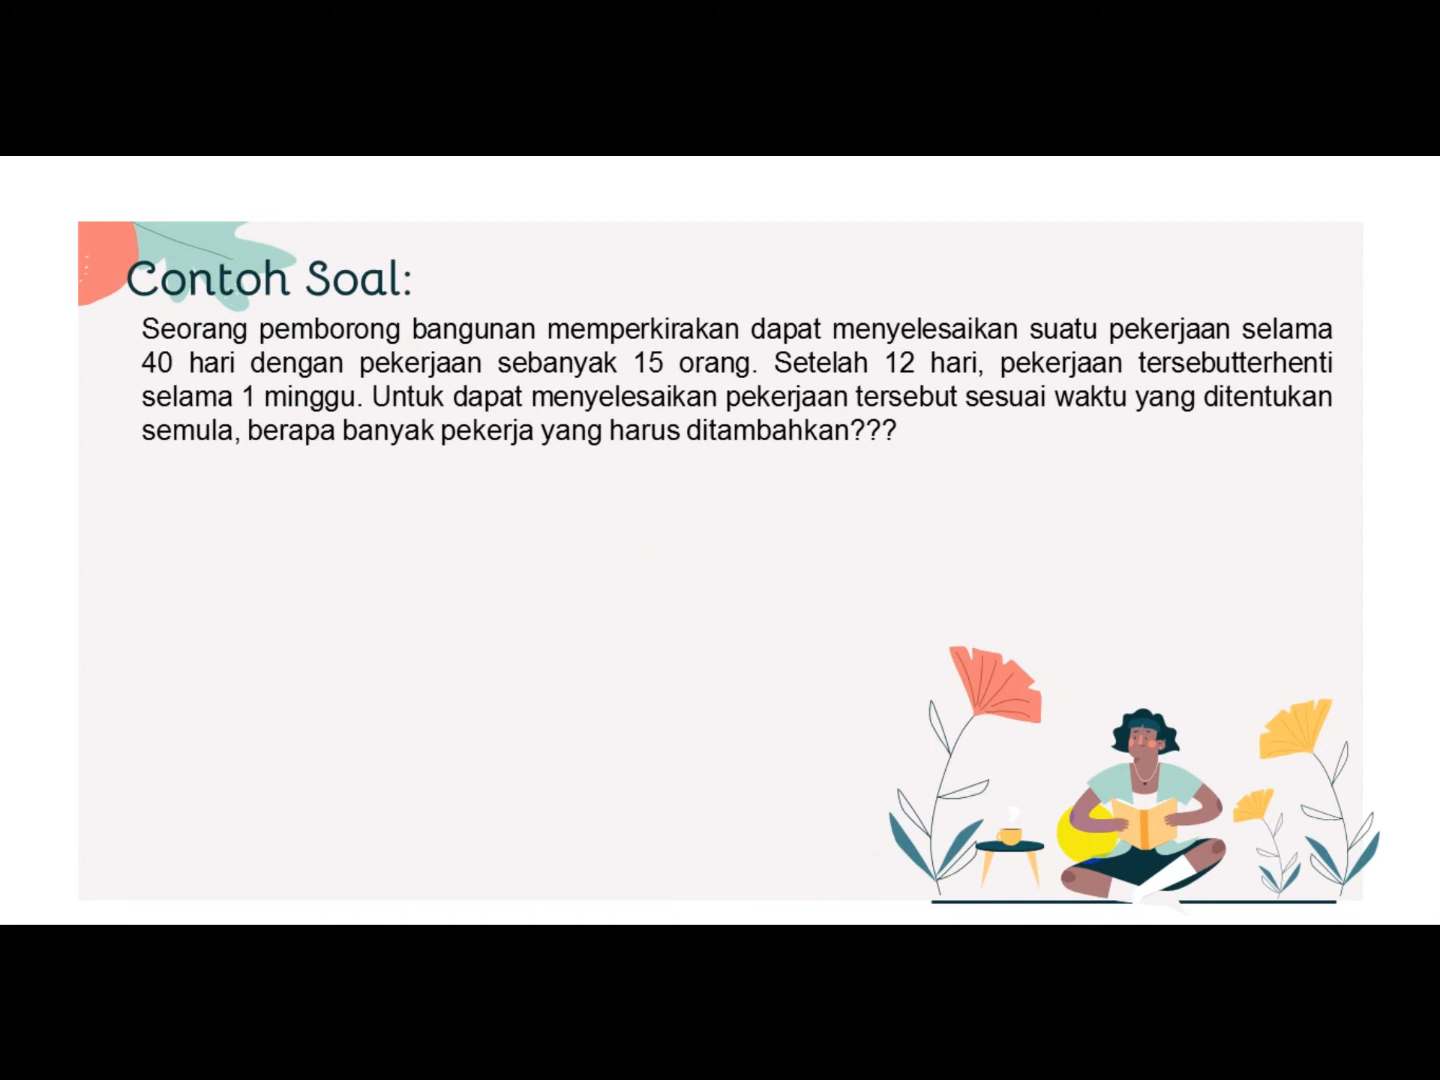 Contoh Soal:
Seorang pemborong bangunan memperkirakan dapat menyelesaikan suatu pekerjaan selama
40 hari dengan pekerjaan sebanyak 15 orang. Setelah 12 hari, pekerjaan tersebutterhenti
selama 1 minggu. Untuk dapat menyelesaikan pekerjaan tersebut sesuai waktu yang ditentukan
semula, berapa banyak pekerja yang harus ditambahkan???